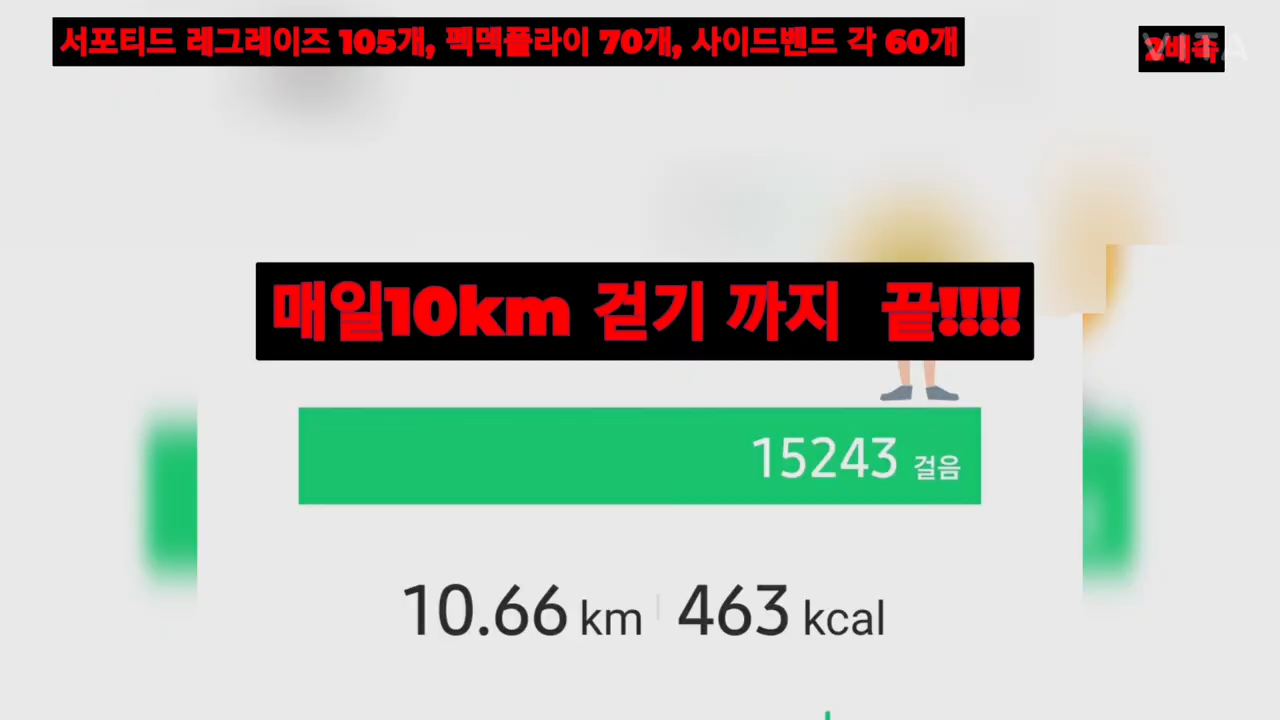 서포티드 레그레이즈 105개, 펙덱플라이 70개, 사이드밴드 각 60개
VITA
매일10km 걷기 까지 끝!!!!
15243 걸음
10.66 km 463 kcal